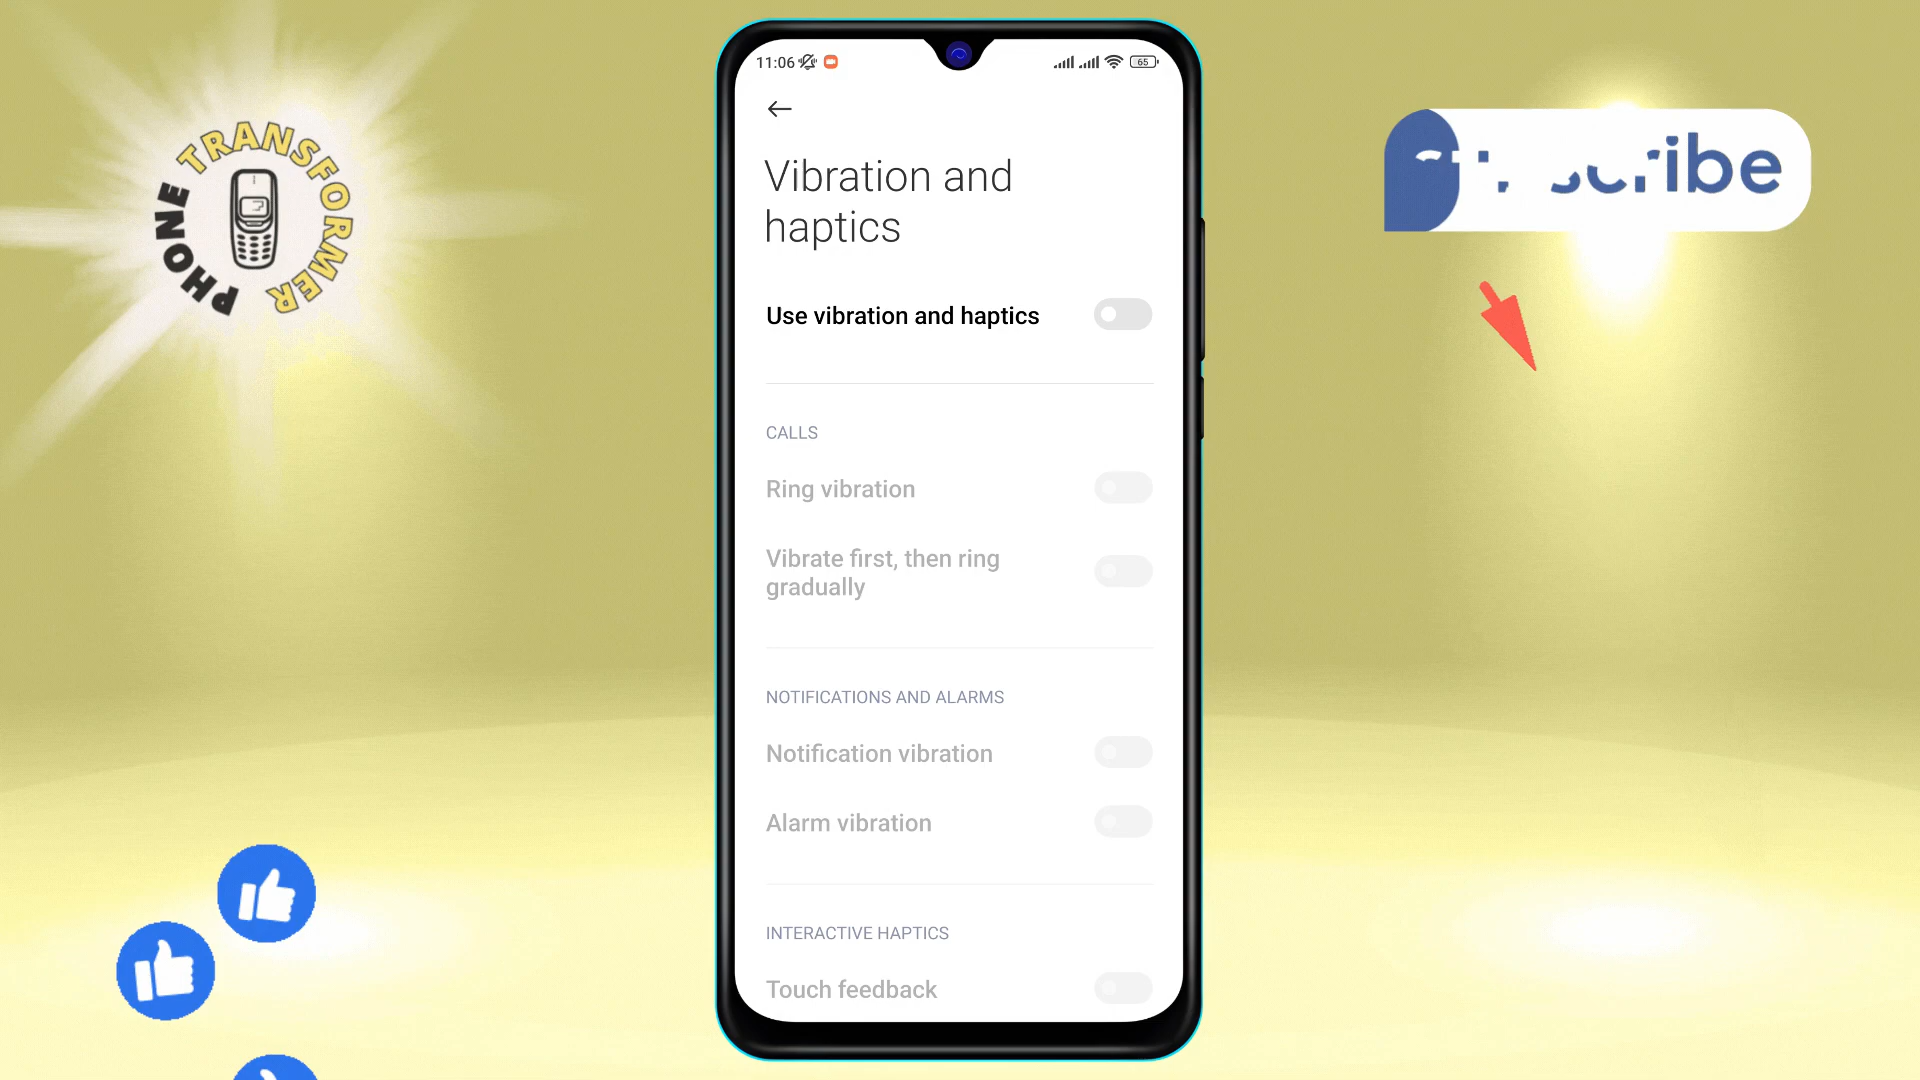 PHONE TRANSFORMER
11:06
65
Vibration and
haptics
Use vibration and haptics
CALLS
Ring vibration
Vibrate first, then ring
gradually
NOTIFICATIONS AND ALARMS
Notification vibration
Alarm vibration
INTERACTIVE HAPTICS
Touch feedback